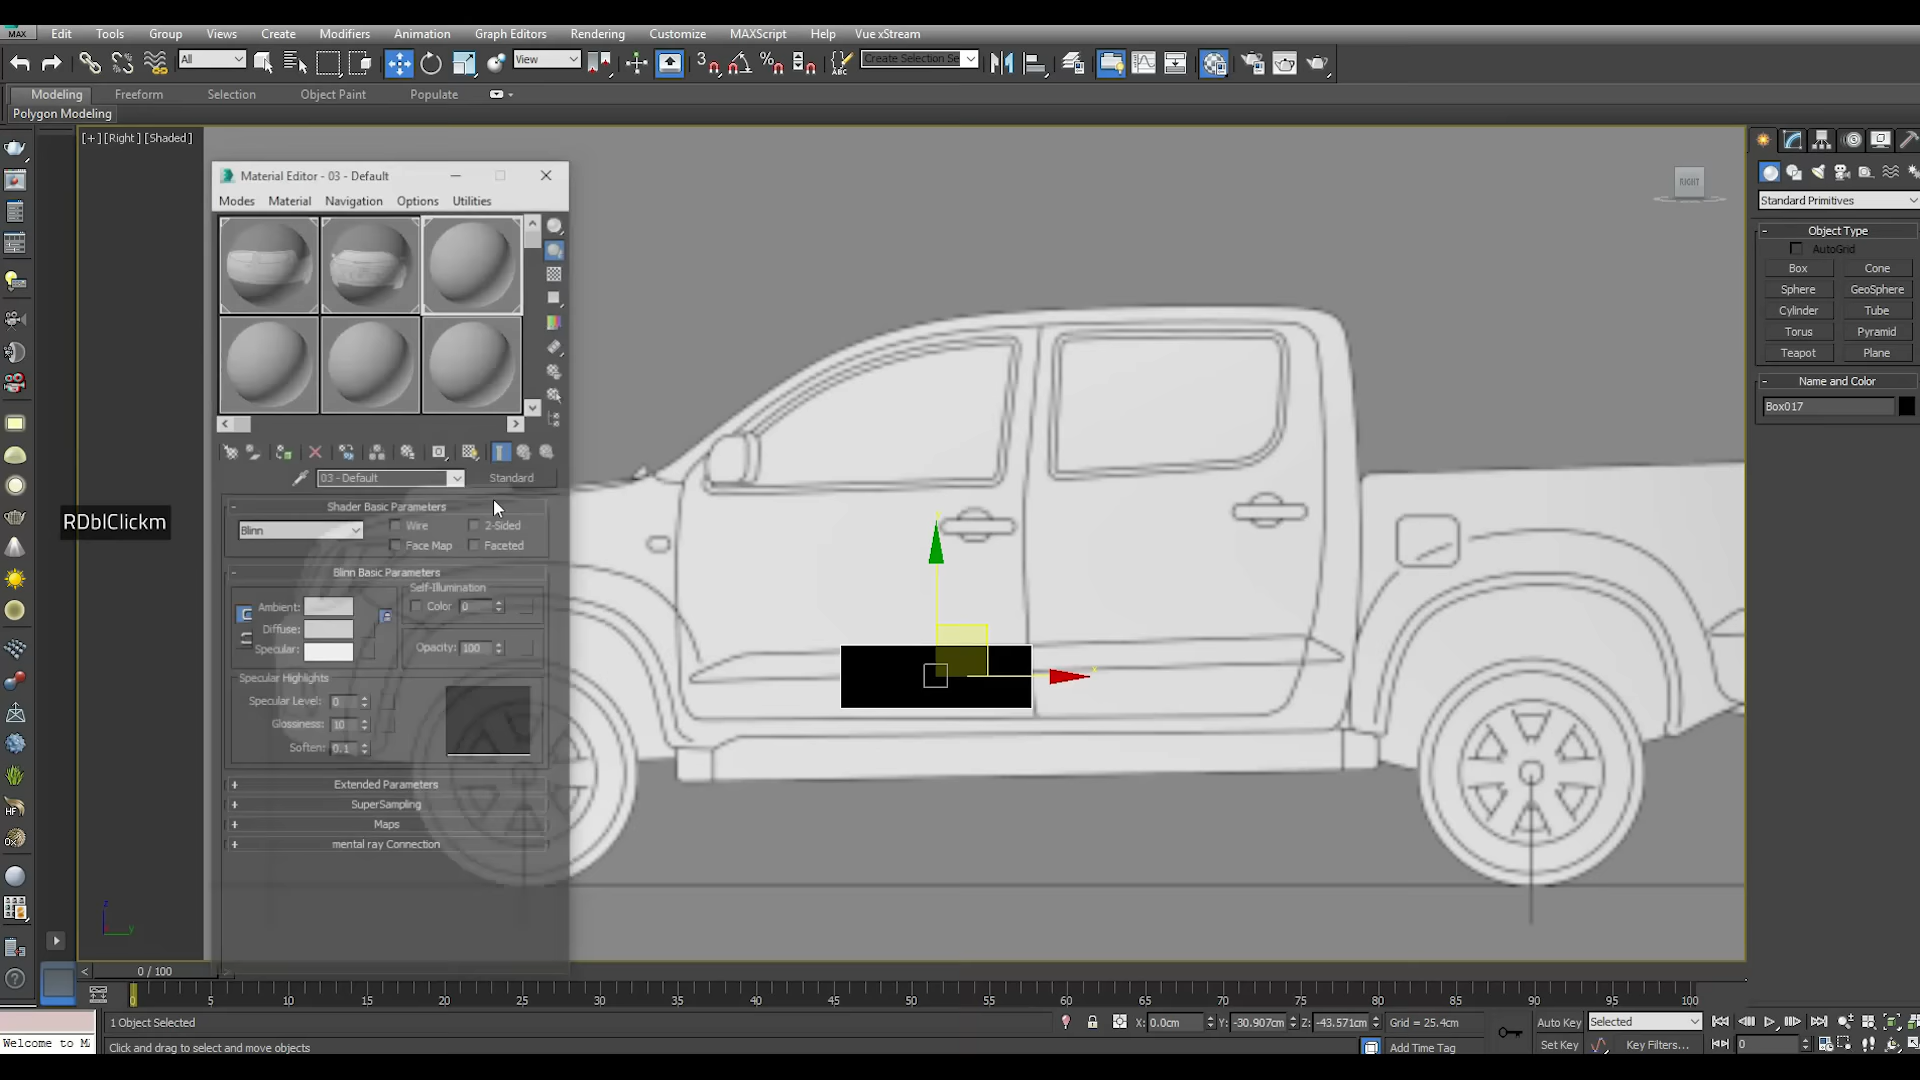 MAX Edit Tools Group Views Create Modifiers Animation Graph Editors Rendering Customize MAXScript Help Vue xStream
All View 3 Create Selection Se
Modeling Freeform Selection Object Paint Populate
Polygon Modeling
[+] [Right] [Shaded]
RIGHT
Material Editor - 03 - Default
Modes Material Navigation Options Utilities
03 - Default Standard
Shader Basic Parameters
Blinn Wire 2-Sided
Face Map Faceted
Blinn Basic Parameters
Self-Illumination
Ambient: Color 0
Diffuse:
Specular: Opacity: 100
Specular Highlights
Specular Level: 0
Glossiness: 10
Soften: 0.1
+ Extended Parameters
+ SuperSampling
+ Maps
+ mental ray Connection
RDblClickm
Standard Primitives
- Object Type
AutoGrid
Box Cone
Sphere GeoSphere
Cylinder Tube
Torus Pyramid
Teapot Plane
- Name and Color
Box017
z
y
0 / 100
0 5 10 15 20 25 30 35 40 45 50 55 60 65 70 75 80 85 90 95 100
1 Object Selected X: 0.0cm Y: -30.907cm Z: -43.571cm Grid = 25.4cm Auto Key Selected
Welcome to M Click and drag to select and move objects Add Time Tag Set Key Key Filters... 0